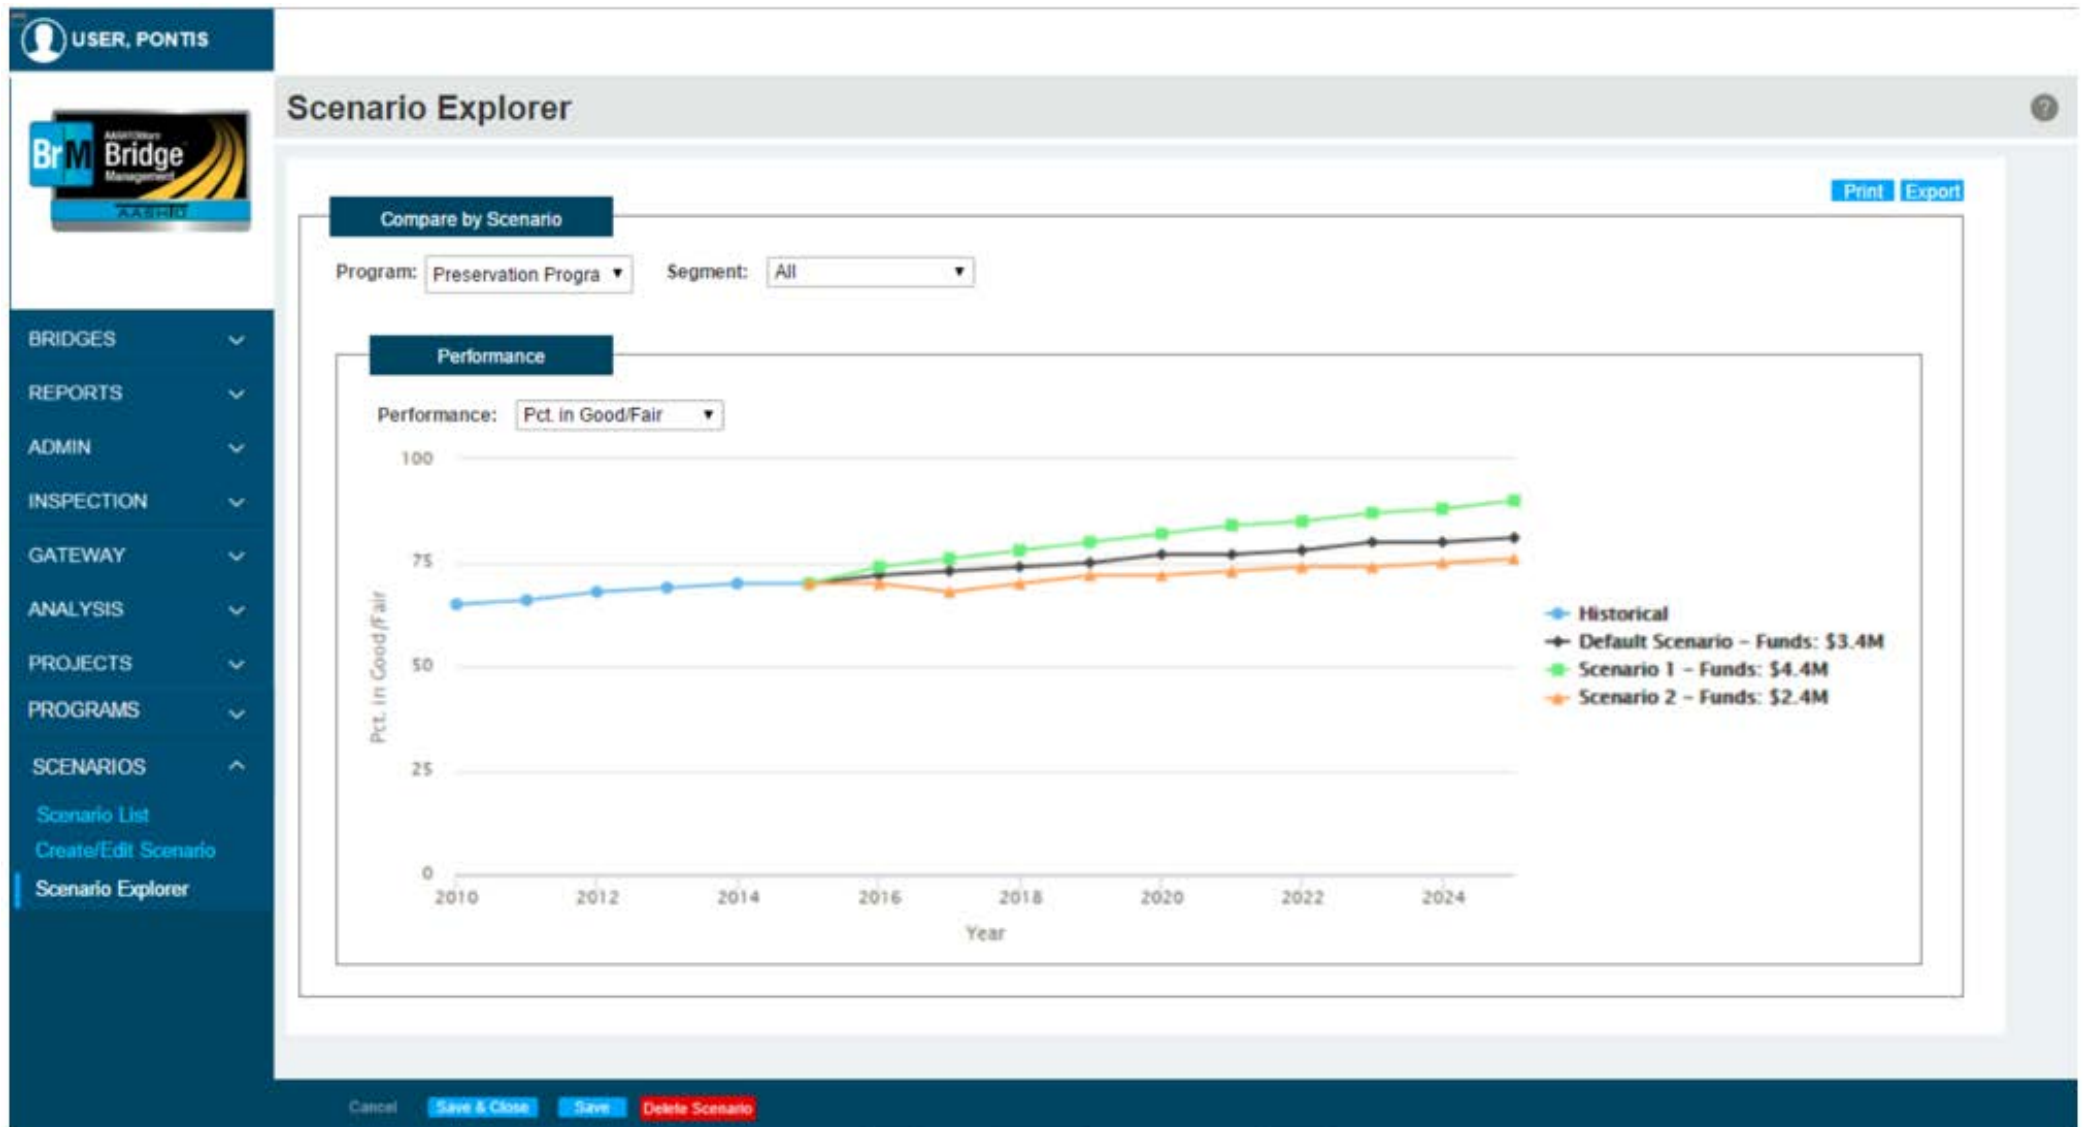 USER, PONTIS
Scenario Explorer
?
BrM
AASHTOWare
Bridge
Management
AASHTO
Print Export
Compare by Scenario
Program: Preservation Progra Segment: All
BRIDGES
REPORTS
ADMIN
INSPECTION
GATEWAY
ANALYSIS
PROJECTS
PROGRAMS
SCENARIOS
Scenario List
Create/Edit Scenario
Scenario Explorer
Performance
Performance: Pct. in Good/Fair
100
75
50
25
0
Pct. in Good/Fair
2010 2012 2014 2016 2018 2020 2022 2024
Year
Historical
Default Scenario – Funds: $3.4M
Scenario 1 – Funds: $4.4M
Scenario 2 – Funds: $2.4M
Cancel Save & Close Save Delete Scenario